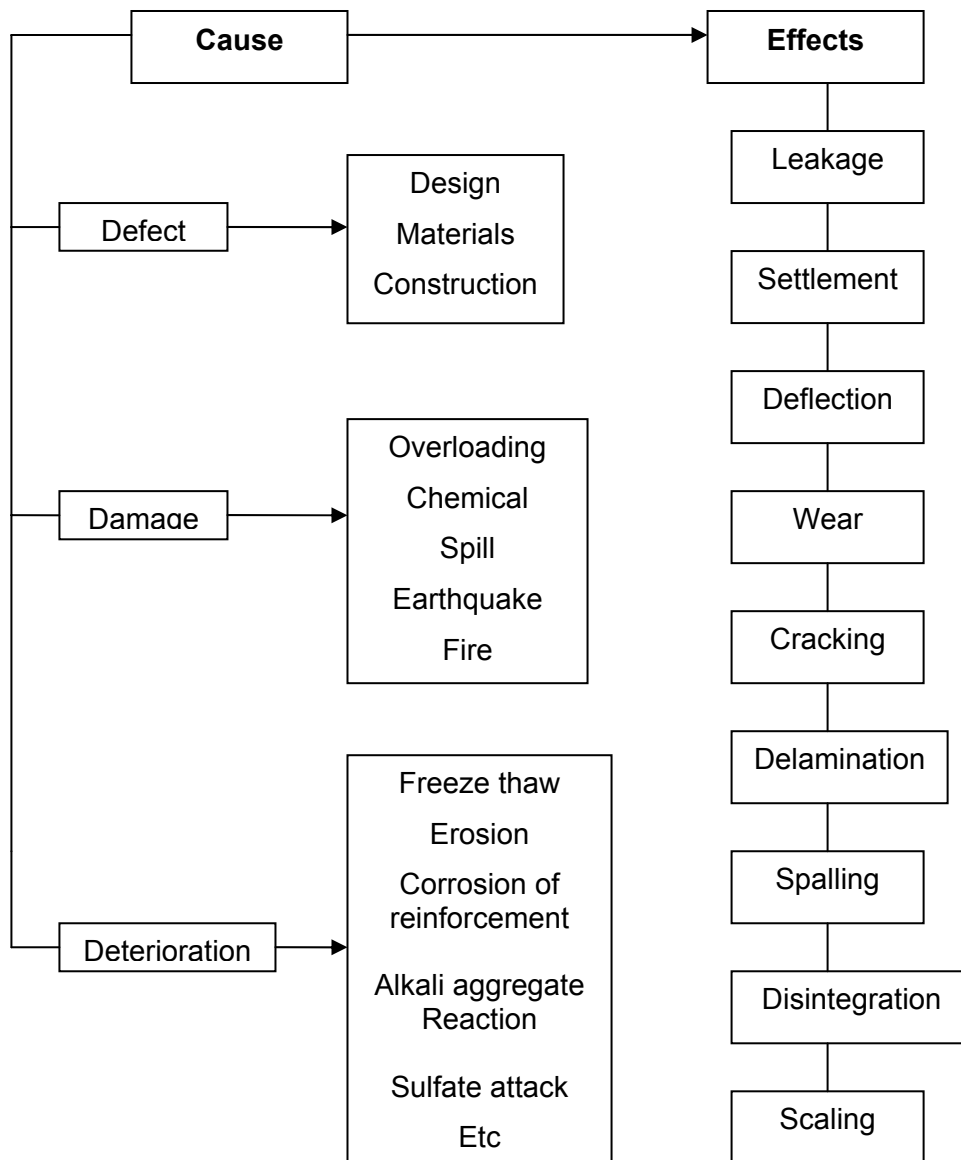 Cause
Effects
Defect
Design
Materials
Construction
Damage
Overloading
Chemical
Spill
Earthquake
Fire
Deterioration
Freeze thaw
Erosion
Corrosion of
reinforcement
Alkali aggregate
Reaction
Sulfate attack
Etc
Leakage
Settlement
Deflection
Wear
Cracking
Delamination
Spalling
Disintegration
Scaling